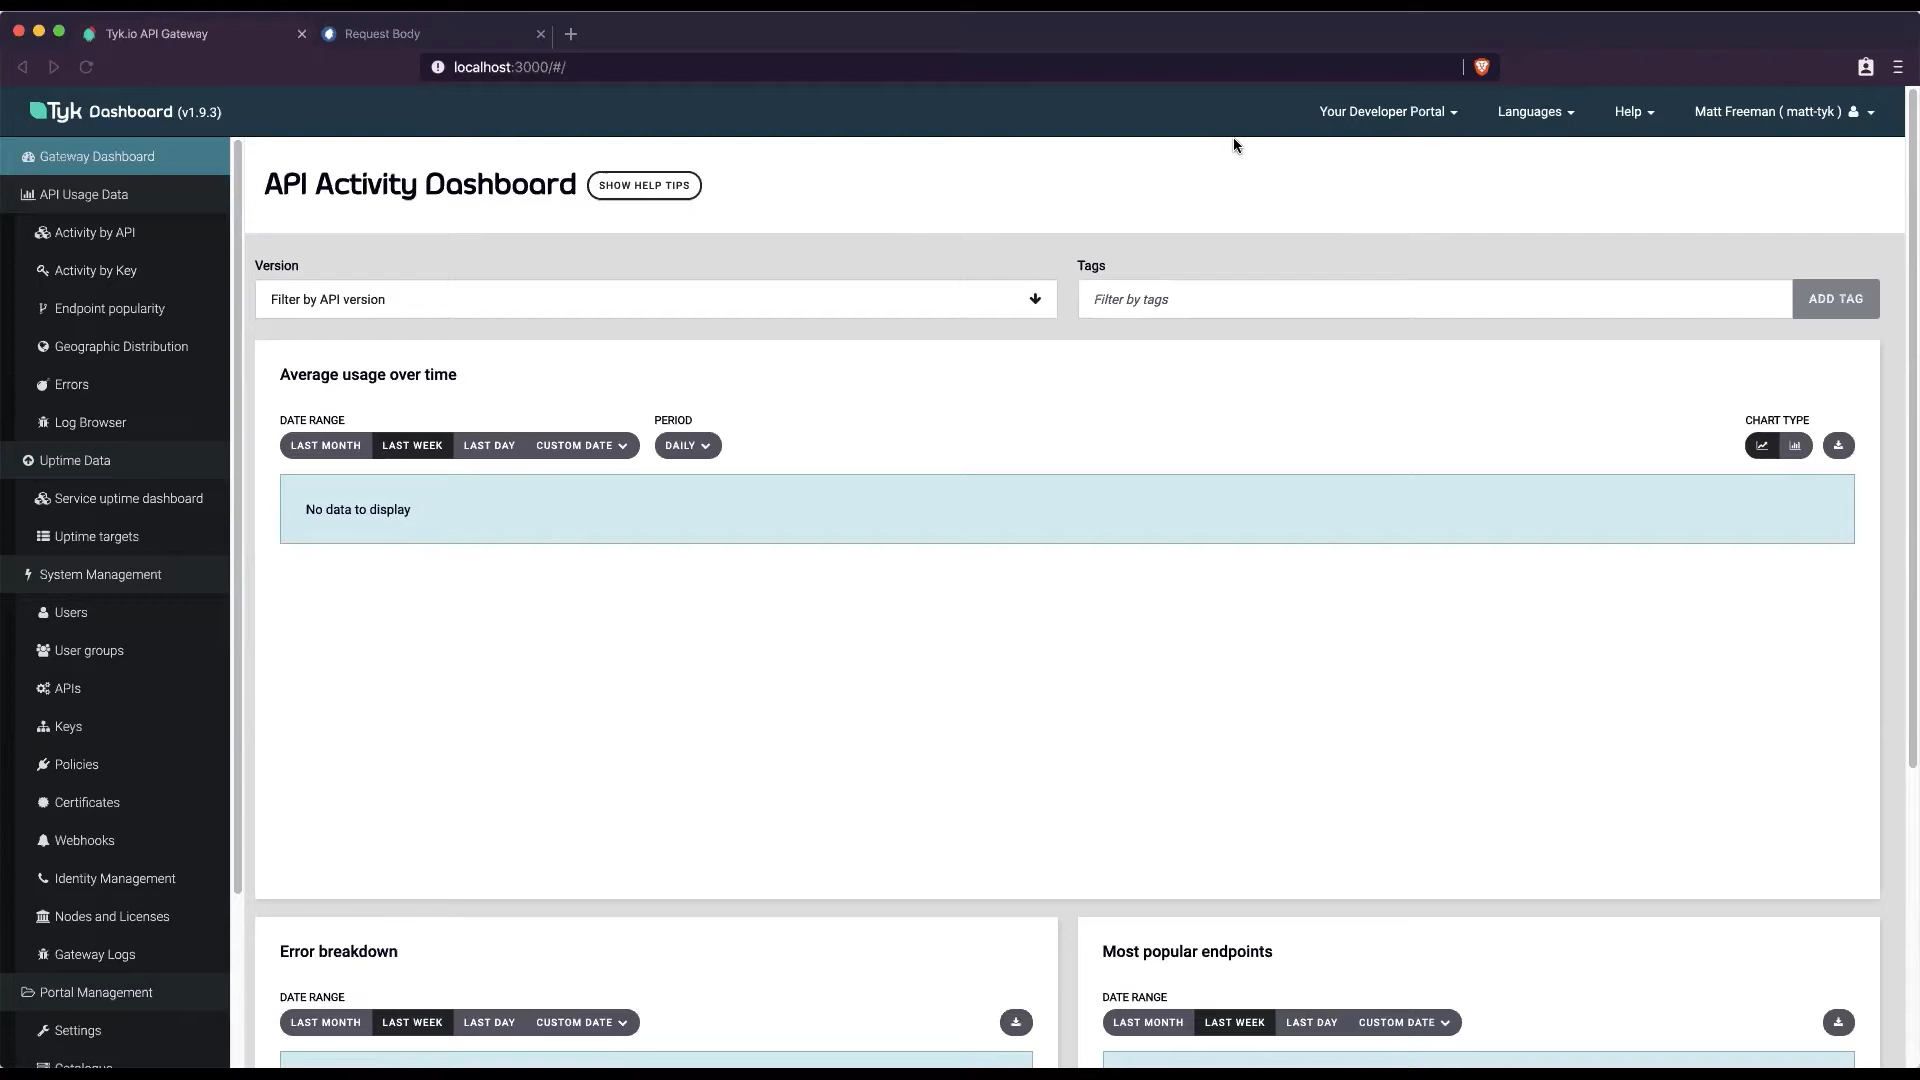 Tyk.io API Gateway
Request Body
localhost:3000/#/
Tyk Dashboard (v1.9.3)
Your Developer Portal
Languages
Help
Matt Freeman ( matt-tyk )
Gateway Dashboard
API Usage Data
Activity by API
Activity by Key
Endpoint popularity
Geographic Distribution
Errors
Log Browser
Uptime Data
Service uptime dashboard
Uptime targets
System Management
Users
User groups
APIs
Keys
Policies
Certificates
Webhooks
Identity Management
Nodes and Licenses
Gateway Logs
Portal Management
Settings
Catalogue
API Activity Dashboard
SHOW HELP TIPS
Version
Filter by API version
Tags
Filter by tags
ADD TAG
Average usage over time
DATE RANGE
LAST MONTH LAST WEEK LAST DAY CUSTOM DATE
PERIOD
DAILY
CHART TYPE
No data to display
Error breakdown
DATE RANGE
LAST MONTH LAST WEEK LAST DAY CUSTOM DATE
Most popular endpoints
DATE RANGE
LAST MONTH LAST WEEK LAST DAY CUSTOM DATE